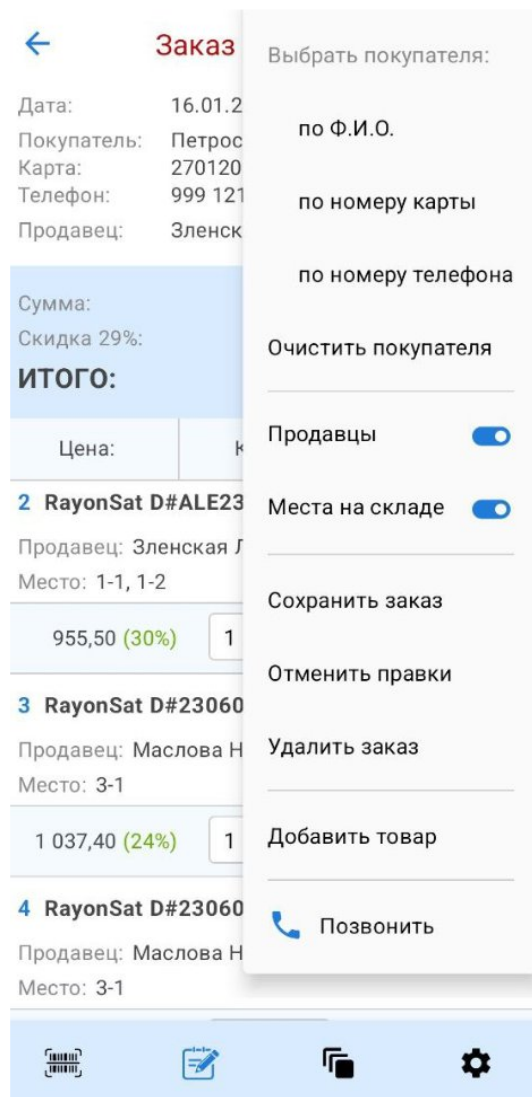 Заказ
Дата: 16.01.2
Покупатель: Петрос
Карта: 270120
Телефон: 999 121
Продавец: Зленск
Сумма:
Скидка 29%:
ИТОГО:
Цена: К
2 RayonSat D#ALE23
Продавец: Зленская Л
Место: 1-1, 1-2
955,50 (30%) 1
3 RayonSat D#23060
Продавец: Маслова Н
Место: 3-1
1 037,40 (24%) 1
4 RayonSat D#23060
Продавец: Маслова Н
Место: 3-1
Выбрать покупателя:
по Ф.И.О.
по номеру карты
по номеру телефона
Очистить покупателя
Продавцы
Места на складе
Сохранить заказ
Отменить правки
Удалить заказ
Добавить товар
Позвонить